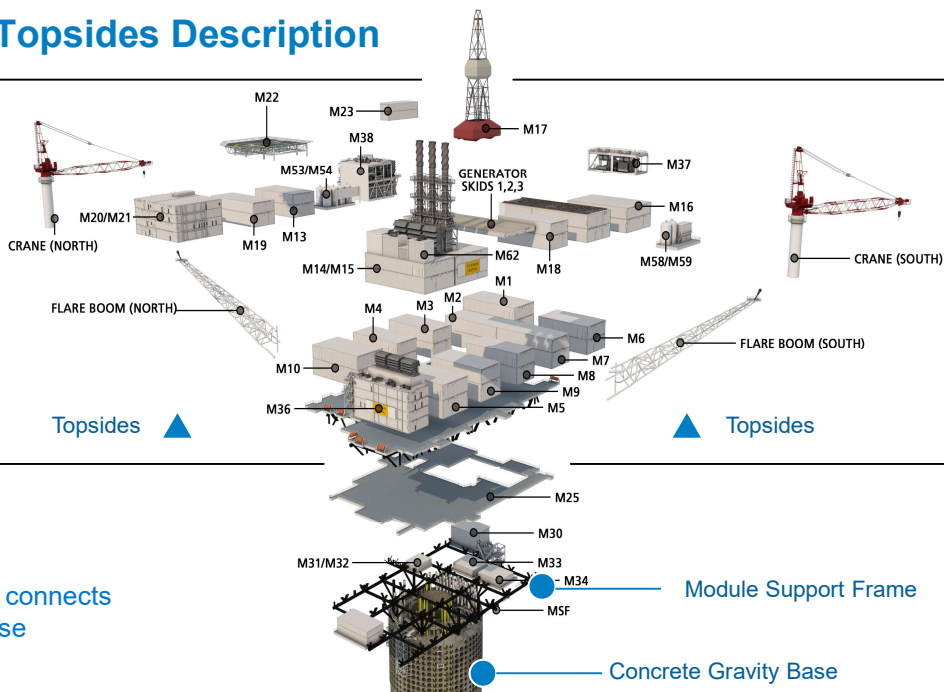 Topsides Description
M22
M23
M17
M38
M53/M54
GENERATOR
SKIDS 1,2,3
M37
M20/M21
M19
M13
M16
CRANE (NORTH)
M62
M18
M58/M59
CRANE (SOUTH)
M14/M15
FLARE BOOM (NORTH)
M1
M2
M3
M4
M6
FLARE BOOM (SOUTH)
M7
M10
M8
M9
M36
M5
Topsides
Topsides
M25
M30
M31/M32
M33
M34
Module Support Frame
connects
se
MSF
Concrete Gravity Base